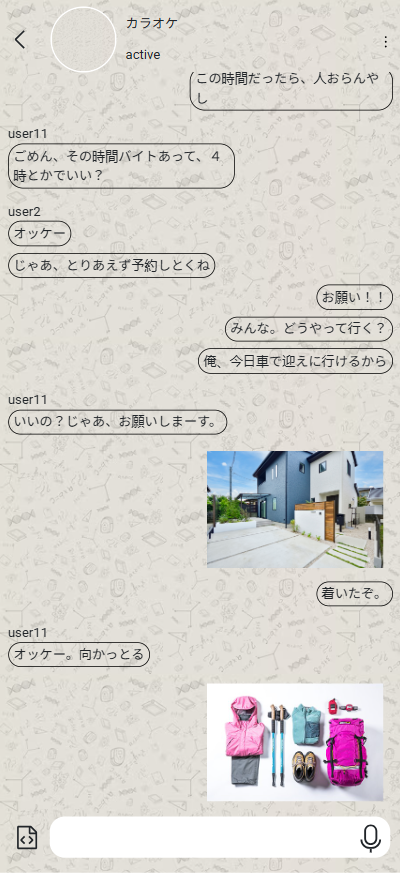 カラオケ
active
この時間だったら、人おらんや
し
user11
ごめん、その時間バイトあって、４
時とかでいい？
user2
オッケー
じゃあ、とりあえず予約しとくね
お願い！！
みんな。どうやって行く？
俺、今日車で迎えに行けるから
user11
いいの？じゃあ、お願いしまーす。
着いたぞ。
user11
オッケー。向かっとる